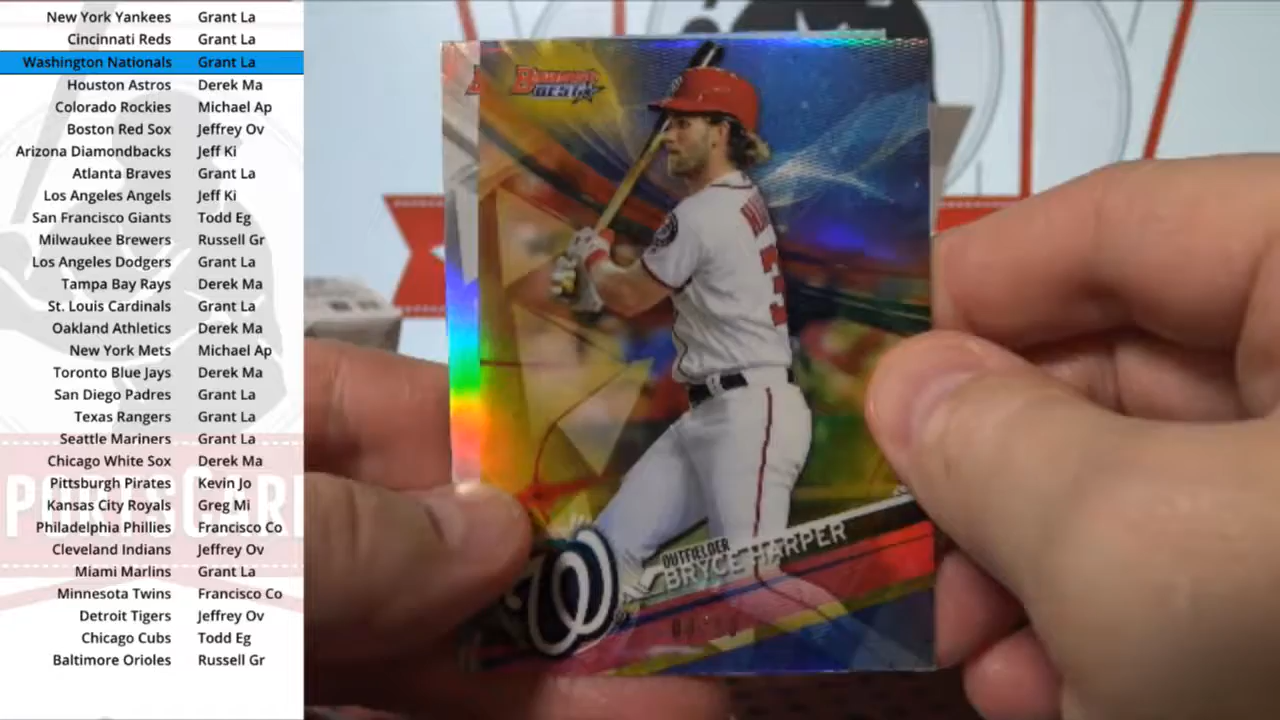 New York Yankees Grant La
Cincinnati Reds Grant La
Washington Nationals Grant La
Houston Astros Derek Ma
Colorado Rockies Michael Ap
Boston Red Sox Jeffrey Ov
Arizona Diamondbacks Jeff Ki
Atlanta Braves Grant La
Los Angeles Angels Jeff Ki
San Francisco Giants Todd Eg
Milwaukee Brewers Russell Gr
Los Angeles Dodgers Grant La
Tampa Bay Rays Derek Ma
St. Louis Cardinals Grant La
Oakland Athletics Derek Ma
New York Mets Michael Ap
Toronto Blue Jays Derek Ma
San Diego Padres Grant La
Texas Rangers Grant La
Seattle Mariners Grant La
Chicago White Sox Derek Ma
Pittsburgh Pirates Kevin Jo
Kansas City Royals Greg Mi
Philadelphia Phillies Francisco Co
Cleveland Indians Jeffrey Ov
Miami Marlins Grant La
Minnesota Twins Francisco Co
Detroit Tigers Jeffrey Ov
Chicago Cubs Todd Eg
Baltimore Orioles Russell Gr
BOWMAN'S
BEST
OUTFIELDER
BRYCE HARPER